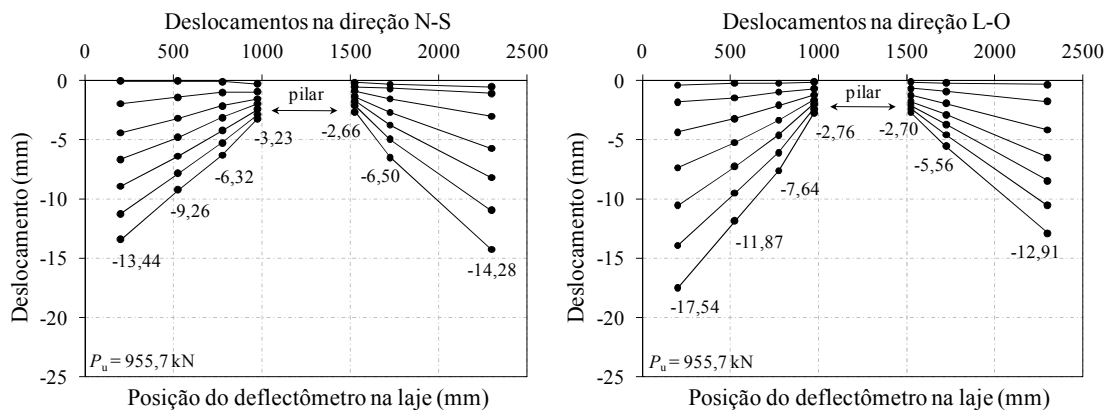 Deslocamentos na direção N-S
0 500 1000 1500 2000 2500
0
-5
-10
-15
-20
-25
Deslocamento (mm)
pilar
-3,23
-2,66
-6,32
-6,50
-9,26
-13,44
-14,28
Pu = 955,7 kN
Posição do deflectômetro na laje (mm)
Deslocamentos na direção L-O
0 500 1000 1500 2000 2500
0
-5
-10
-15
-20
-25
Deslocamento (mm)
pilar
-2,76
-2,70
-5,56
-7,64
-11,87
-12,91
-17,54
Pu = 955,7 kN
Posição do deflectômetro na laje (mm)